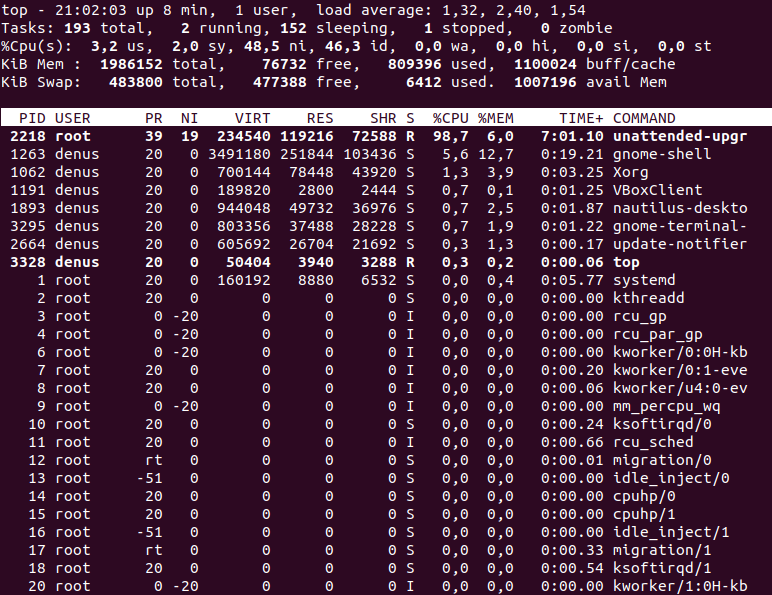 top - 21:02:03 up 8 min,  1 user,  load average: 1,32, 2,40, 1,54
Tasks: 193 total,   2 running, 152 sleeping,   1 stopped,   0 zombie
%Cpu(s):  3,2 us,  2,0 sy, 48,5 ni, 46,3 id,  0,0 wa,  0,0 hi,  0,0 si,  0,0 st
KiB Mem :  1986152 total,    76732 free,   809396 used,  1100024 buff/cache
KiB Swap:   483800 total,   477388 free,     6412 used.  1007196 avail Mem
PID USER      PR  NI    VIRT    RES    SHR S  %CPU %MEM     TIME+ COMMAND
2218 root      39  19  234540 119216  72588 R  98,7  6,0   7:01.10 unattended-upgr
1263 denus     20   0 3491180 251844 103436 S   5,6 12,7   0:19.21 gnome-shell
1062 denus     20   0  700144  78448  43920 S   1,3  3,9   0:03.25 Xorg
1191 denus     20   0  189820   2800   2444 S   0,7  0,1   0:01.25 VBoxClient
1893 denus     20   0  944048  49732  36976 S   0,7  2,5   0:01.87 nautilus-deskto
3295 denus     20   0  803356  37488  28228 S   0,7  1,9   0:01.22 gnome-terminal-
2664 denus     20   0  605692  26704  21692 S   0,3  1,3   0:00.17 update-notifier
3328 denus     20   0   50404   3940   3288 R   0,3  0,2   0:00.06 top
1 root      20   0  160192   8880   6532 S   0,0  0,4   0:05.77 systemd
2 root      20   0       0      0      0 S   0,0  0,0   0:00.00 kthreadd
3 root       0 -20       0      0      0 I   0,0  0,0   0:00.00 rcu_gp
4 root       0 -20       0      0      0 I   0,0  0,0   0:00.00 rcu_par_gp
6 root       0 -20       0      0      0 I   0,0  0,0   0:00.00 kworker/0:0H-kb
7 root      20   0       0      0      0 I   0,0  0,0   0:00.20 kworker/0:1-eve
8 root      20   0       0      0      0 I   0,0  0,0   0:00.06 kworker/u4:0-ev
9 root       0 -20       0      0      0 I   0,0  0,0   0:00.00 mm_percpu_wq
10 root      20   0       0      0      0 S   0,0  0,0   0:00.24 ksoftirqd/0
11 root      20   0       0      0      0 I   0,0  0,0   0:00.66 rcu_sched
12 root      rt   0       0      0      0 S   0,0  0,0   0:00.01 migration/0
13 root     -51   0       0      0      0 S   0,0  0,0   0:00.00 idle_inject/0
14 root      20   0       0      0      0 S   0,0  0,0   0:00.00 cpuhp/0
15 root      20   0       0      0      0 S   0,0  0,0   0:00.00 cpuhp/1
16 root     -51   0       0      0      0 S   0,0  0,0   0:00.00 idle_inject/1
17 root      rt   0       0      0      0 S   0,0  0,0   0:00.33 migration/1
18 root      20   0       0      0      0 S   0,0  0,0   0:00.54 ksoftirqd/1
20 root       0 -20       0      0      0 I   0,0  0,0   0:00.00 kworker/1:0H-kb